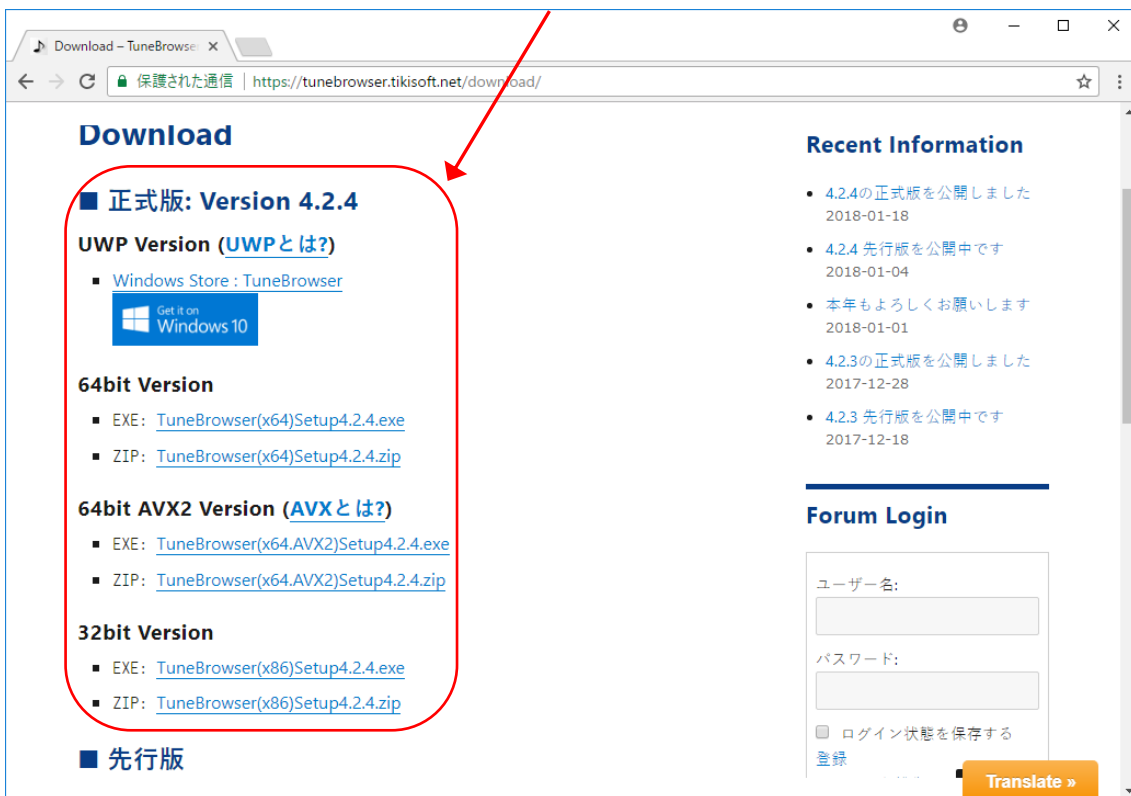 Download – TuneBrowse
保護された通信 | https://tunebrowser.tikisoft.net/download/
Download
■ 正式版: Version 4.2.4
UWP Version (UWPとは?)
Windows Store : TuneBrowser
Get it on
Windows 10
64bit Version
EXE: TuneBrowser(x64)Setup4.2.4.exe
ZIP: TuneBrowser(x64)Setup4.2.4.zip
64bit AVX2 Version (AVXとは?)
EXE: TuneBrowser(x64.AVX2)Setup4.2.4.exe
ZIP: TuneBrowser(x64.AVX2)Setup4.2.4.zip
32bit Version
EXE: TuneBrowser(x86)Setup4.2.4.exe
ZIP: TuneBrowser(x86)Setup4.2.4.zip
■ 先行版
Recent Information
4.2.4の正式版を公開しました
2018-01-18
4.2.4 先行版を公開中です
2018-01-04
本年もよろしくお願いします
2018-01-01
4.2.3の正式版を公開しました
2017-12-28
4.2.3 先行版を公開中です
2017-12-18
Forum Login
ユーザー名:
パスワード:
ログイン状態を保存する
登録
Translate »